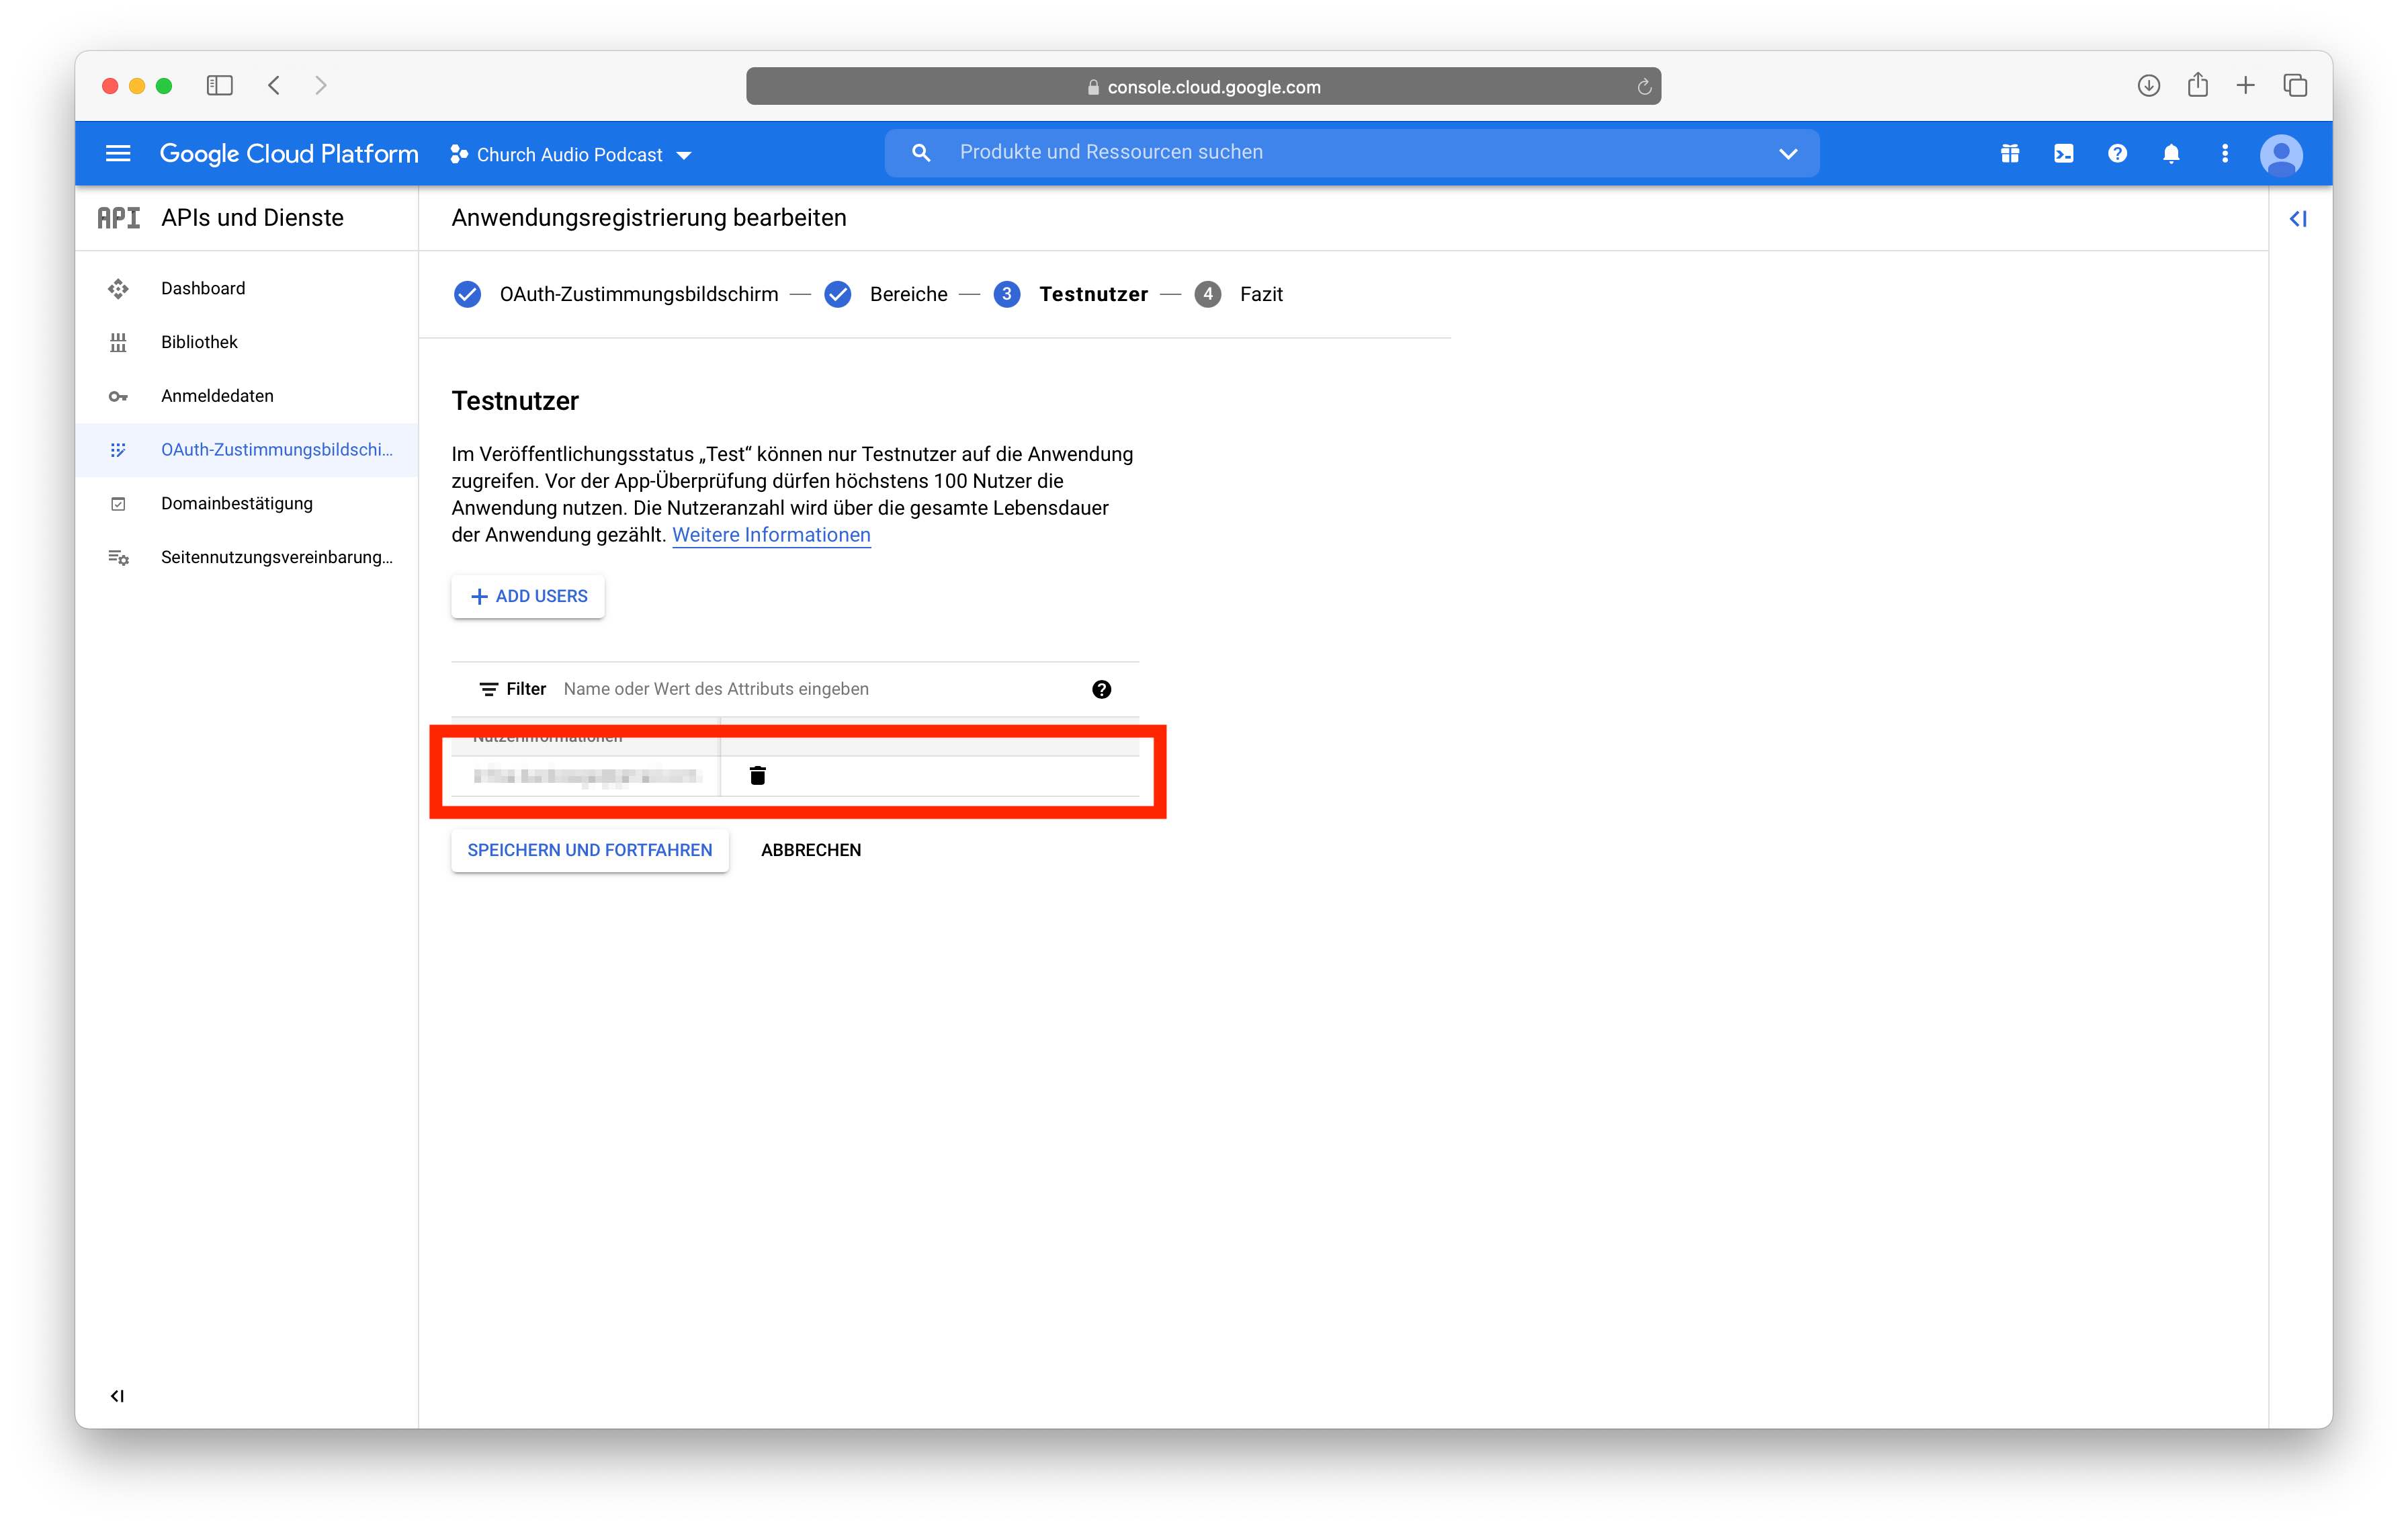 console.cloud.google.com
Google Cloud Platform
Church Audio Podcast
Produkte und Ressourcen suchen
API APIs und Dienste
Anwendungsregistrierung bearbeiten
Dashboard
Bibliothek
Anmeldedaten
OAuth-Zustimmungsbildschi...
Domainbestätigung
Seitennutzungsvereinbarung...
OAuth-Zustimmungsbildschirm — Bereiche — 3 Testnutzer — 4 Fazit
Testnutzer
Im Veröffentlichungsstatus „Test“ können nur Testnutzer auf die Anwendung
zugreifen. Vor der App-Überprüfung dürfen höchstens 100 Nutzer die
Anwendung nutzen. Die Nutzeranzahl wird über die gesamte Lebensdauer
der Anwendung gezählt. Weitere Informationen
+ ADD USERS
Filter Name oder Wert des Attributs eingeben
Nutzerinformationen
SPEICHERN UND FORTFAHREN ABBRECHEN